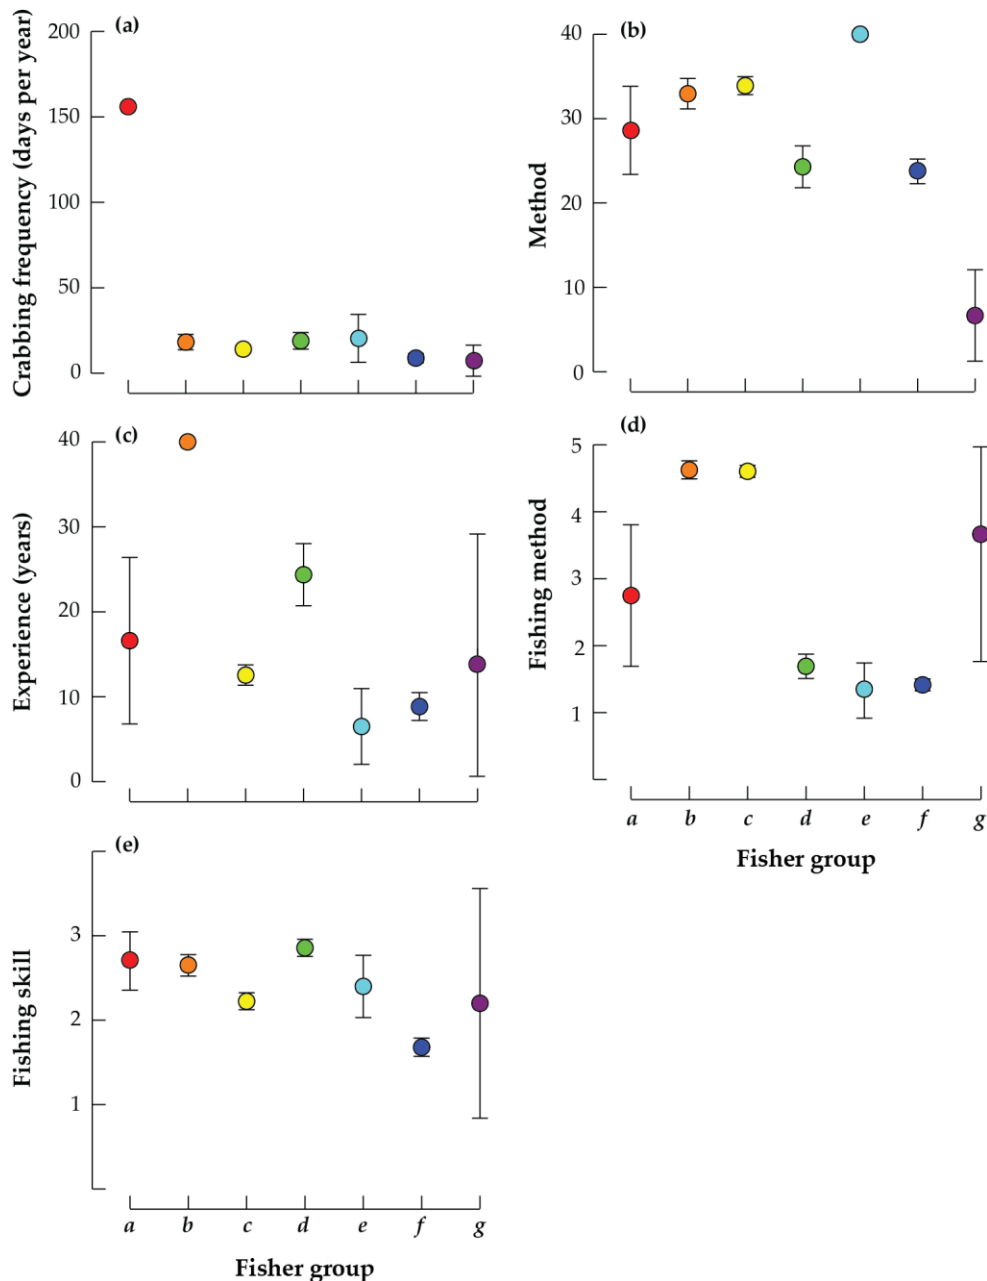 (a)
Crabbing frequency (days per year)
200
150
100
50
0
(b)
Method
40
30
20
10
0
(c)
Experience (years)
40
30
20
10
0
(d)
Fishing method
5
4
3
2
1
a b c d e f g
Fisher group
(e)
Fishing skill
3
2
1
a b c d e f g
Fisher group